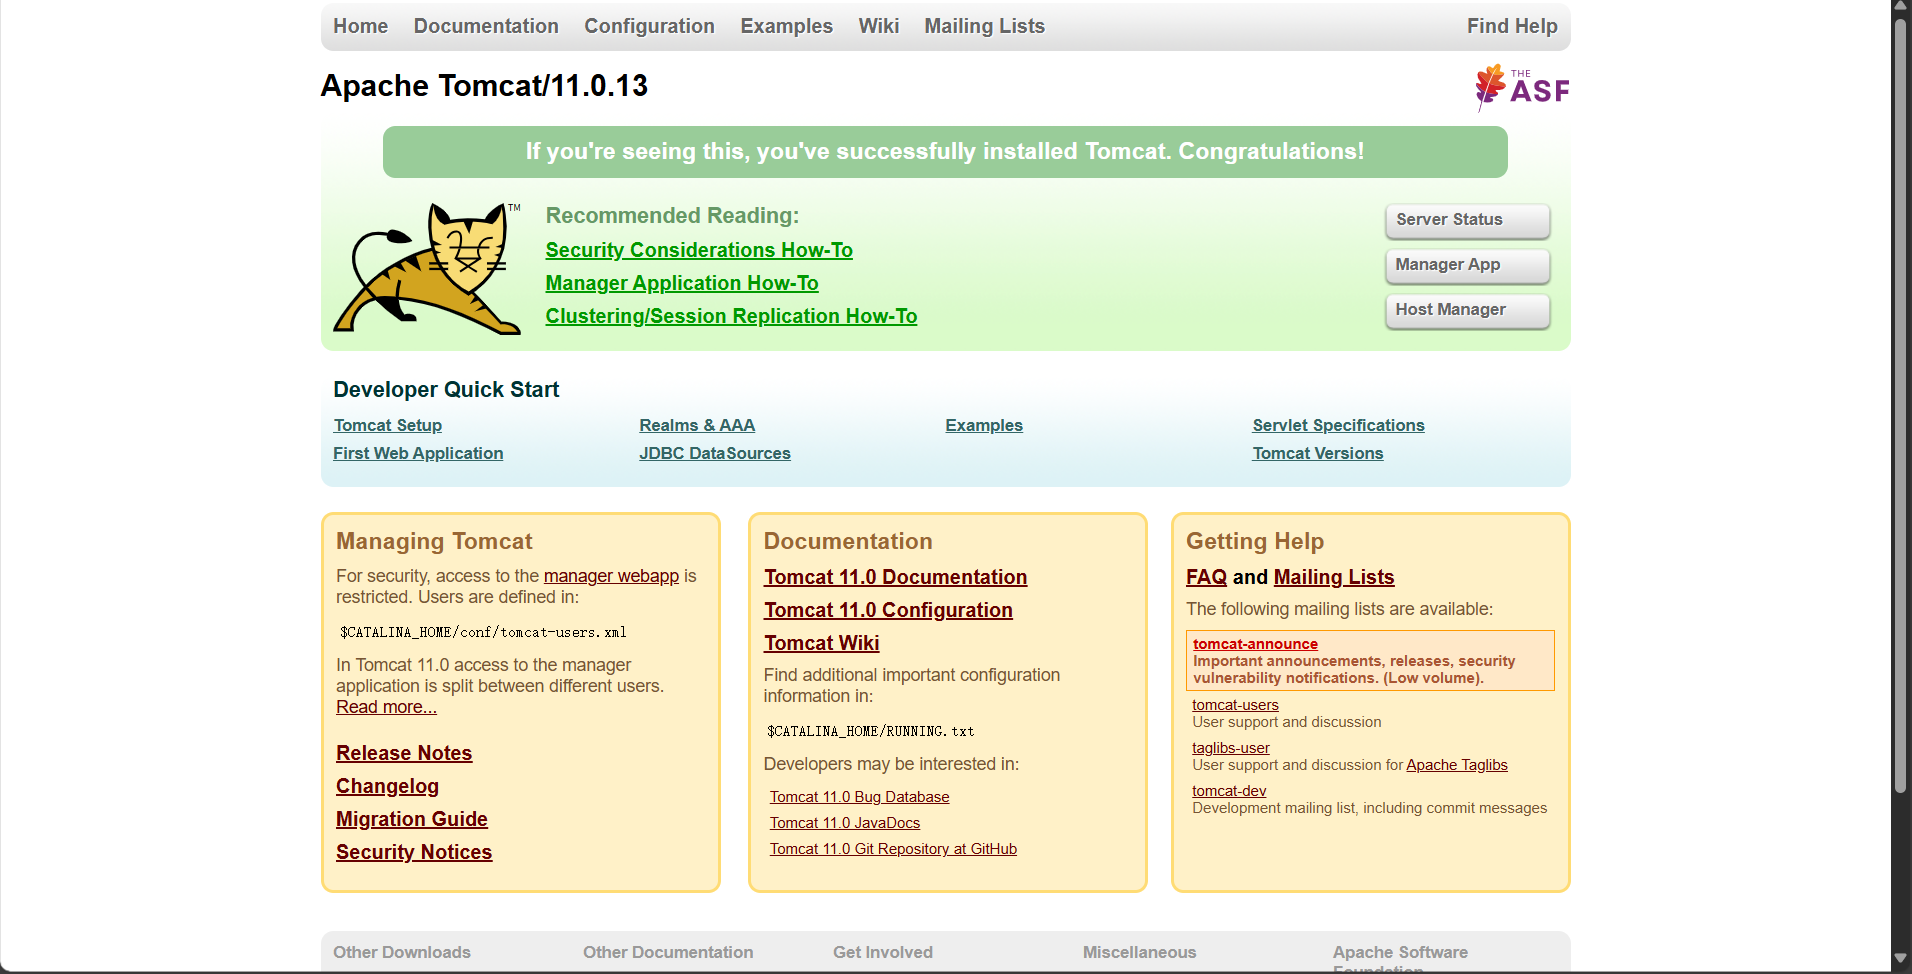 Home Documentation Configuration Examples Wiki Mailing Lists Find Help
Apache Tomcat/11.0.13
THE
ASF
If you're seeing this, you've successfully installed Tomcat. Congratulations!
TM
Recommended Reading:
Security Considerations How-To
Manager Application How-To
Clustering/Session Replication How-To
Server Status
Manager App
Host Manager
Developer Quick Start
Tomcat Setup
First Web Application
Realms & AAA
JDBC DataSources
Examples
Servlet Specifications
Tomcat Versions
Managing Tomcat
For security, access to the manager webapp is
restricted. Users are defined in:
$CATALINA_HOME/conf/tomcat-users.xml
In Tomcat 11.0 access to the manager
application is split between different users.
Read more...
Release Notes
Changelog
Migration Guide
Security Notices
Documentation
Tomcat 11.0 Documentation
Tomcat 11.0 Configuration
Tomcat Wiki
Find additional important configuration
information in:
$CATALINA_HOME/RUNNING.txt
Developers may be interested in:
Tomcat 11.0 Bug Database
Tomcat 11.0 JavaDocs
Tomcat 11.0 Git Repository at GitHub
Getting Help
FAQ and Mailing Lists
The following mailing lists are available:
tomcat-announce
Important announcements, releases, security
vulnerability notifications. (Low volume).
tomcat-users
User support and discussion
taglibs-user
User support and discussion for Apache Taglibs
tomcat-dev
Development mailing list, including commit messages
Other Downloads
Other Documentation
Get Involved
Miscellaneous
Apache Software
Foundation